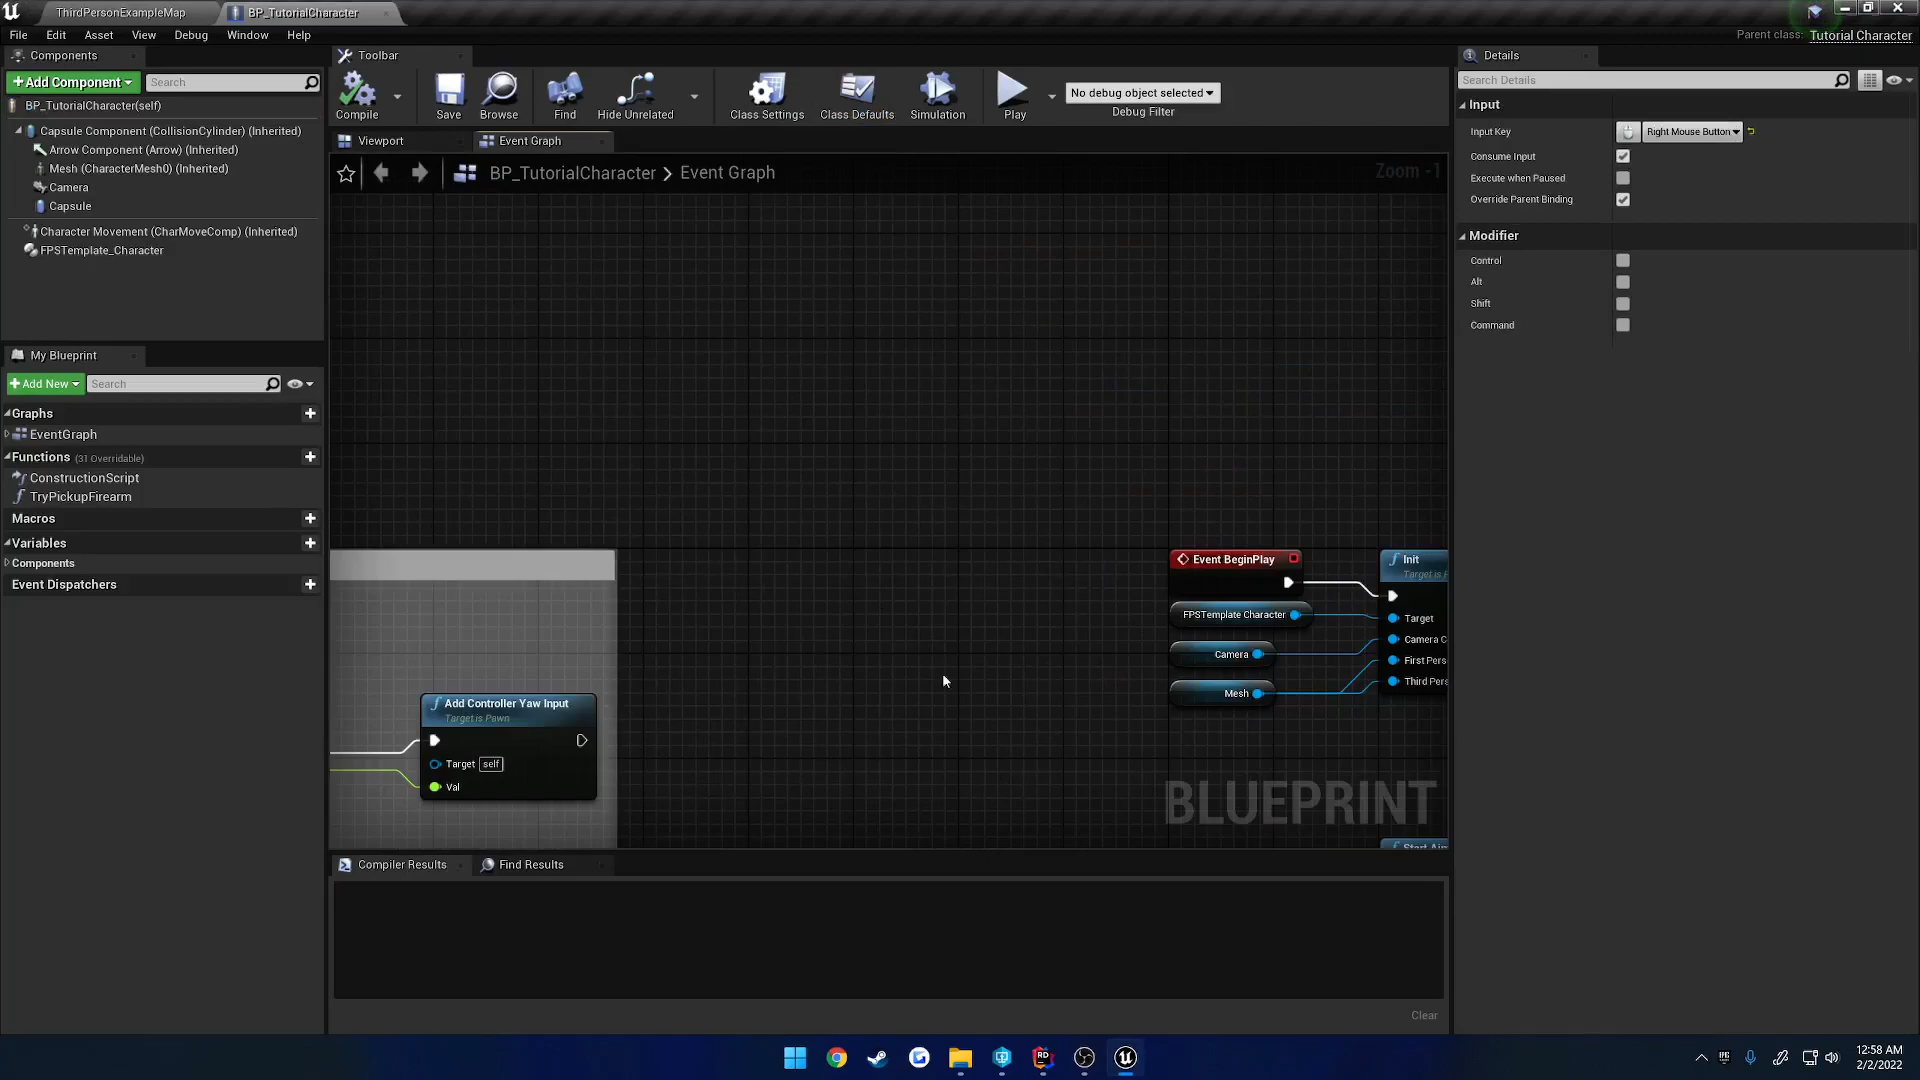 ThirdPersonExampleMap
BP_TutorialCharacter
File
Edit
Asset
View
Debug
Window
Help
Parent class:
Tutorial Character
Components
Toolbar
Details
Add Component
Search
Search Details
BP_TutorialCharacter(self)
Capsule Component (CollisionCylinder) (Inherited)
Arrow Component (Arrow) (Inherited)
Mesh (CharacterMesh0) (Inherited)
Camera
Capsule
Character Movement (CharMoveComp) (Inherited)
FPSTemplate_Character
Compile
Save
Browse
Find
Hide Unrelated
Class Settings
Class Defaults
Simulation
Play
No debug object selected
Debug Filter
Viewport
Event Graph
BP_TutorialCharacter
Event Graph
Zoom -1
Input
Input Key
Right Mouse Button
Consume Input
Execute when Paused
Override Parent Binding
Modifier
Control
Alt
Shift
Command
My Blueprint
Add New
Search
Graphs
EventGraph
Functions (31 Overridable)
ConstructionScript
TryPickupFirearm
Macros
Variables
Components
Event Dispatchers
Event BeginPlay
FPSTemplate Character
Camera
Mesh
Init
Target is
Target
Camera C
First Pers
Third Pers
Add Controller Yaw Input
Target is Pawn
Target
self
Val
BLUEPRINT
Start Aim
Compiler Results
Find Results
Clear
12:58 AM
2/2/2022